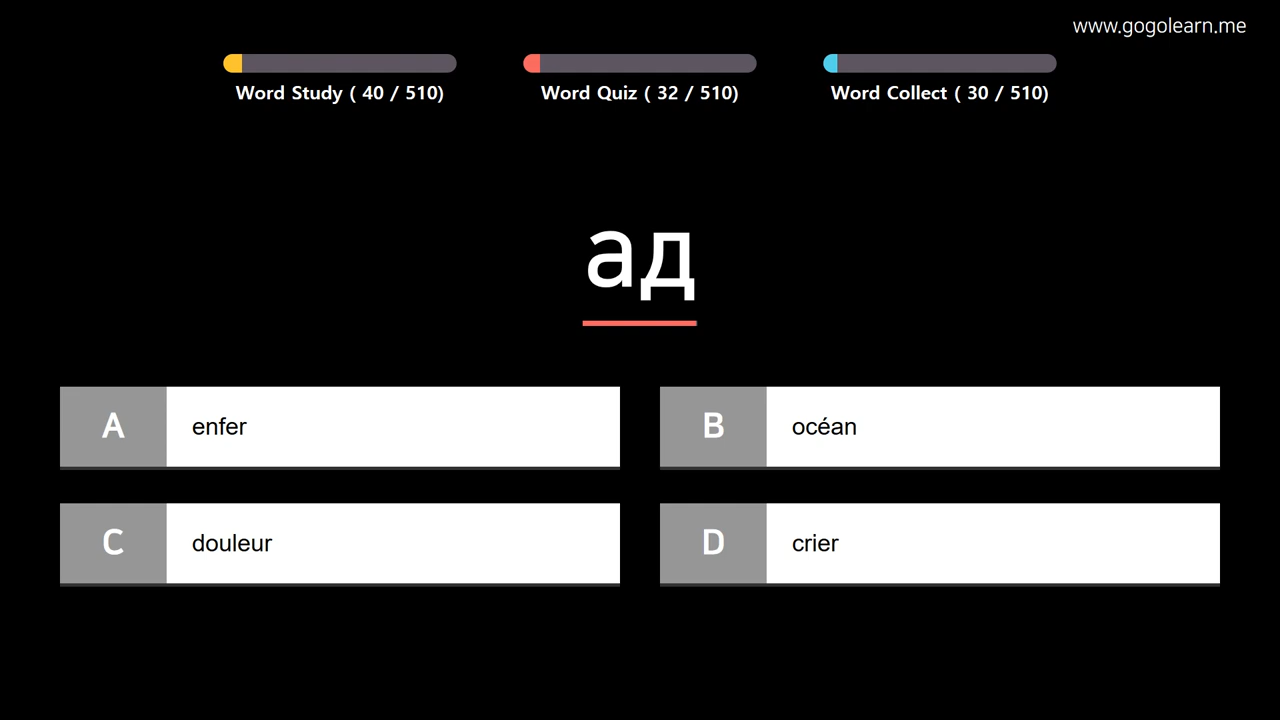 www.gogolearn.me
Word Study ( 40 / 510)
Word Quiz ( 32 / 510)
Word Collect ( 30 / 510)
ад
A enfer
B océan
C douleur
D crier